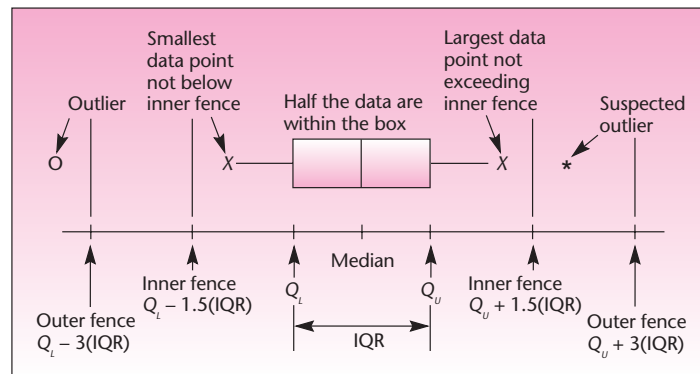 Smallest
data point
not below
inner fence
Largest data
point not
exceeding
inner fence
Outlier
Half the data are
within the box
Suspected
outlier
O
X
X
*
Median
Q_L
Q_U
Inner fence
Q_L – 1.5(IQR)
Inner fence
Q_U + 1.5(IQR)
IQR
Outer fence
Q_L – 3(IQR)
Outer fence
Q_U + 3(IQR)